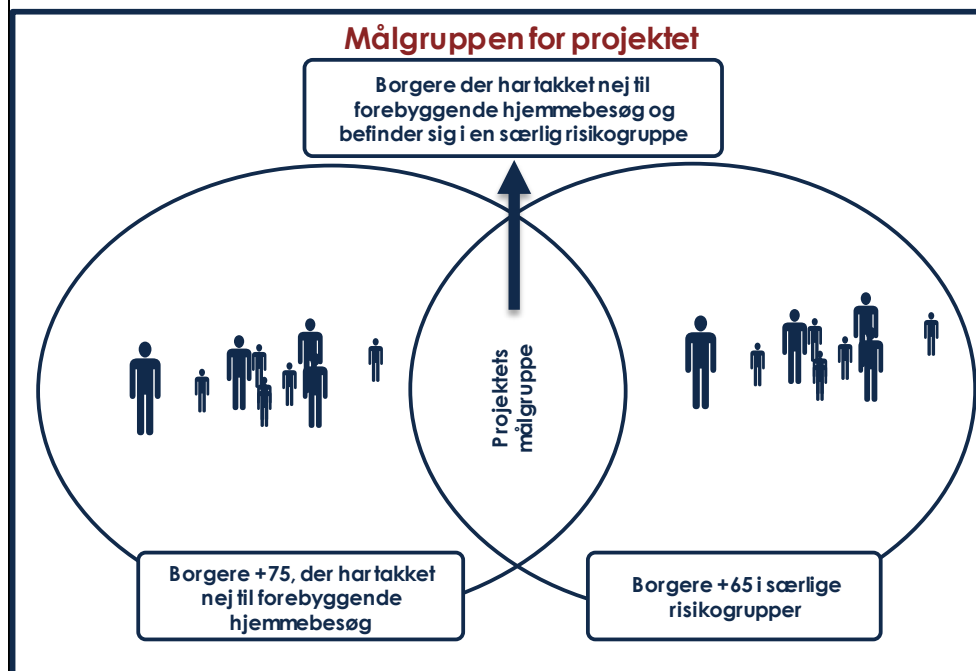 Målgruppen for projektet
Borgere der har takket nej til
forebyggende hjemmebesøg og
befinder sig i en særlig risikogruppe
Projektets
målgruppe
Borgere +75, der har takket
nej til forebyggende
hjemmebesøg
Borgere +65 i særlige
risikogrupper